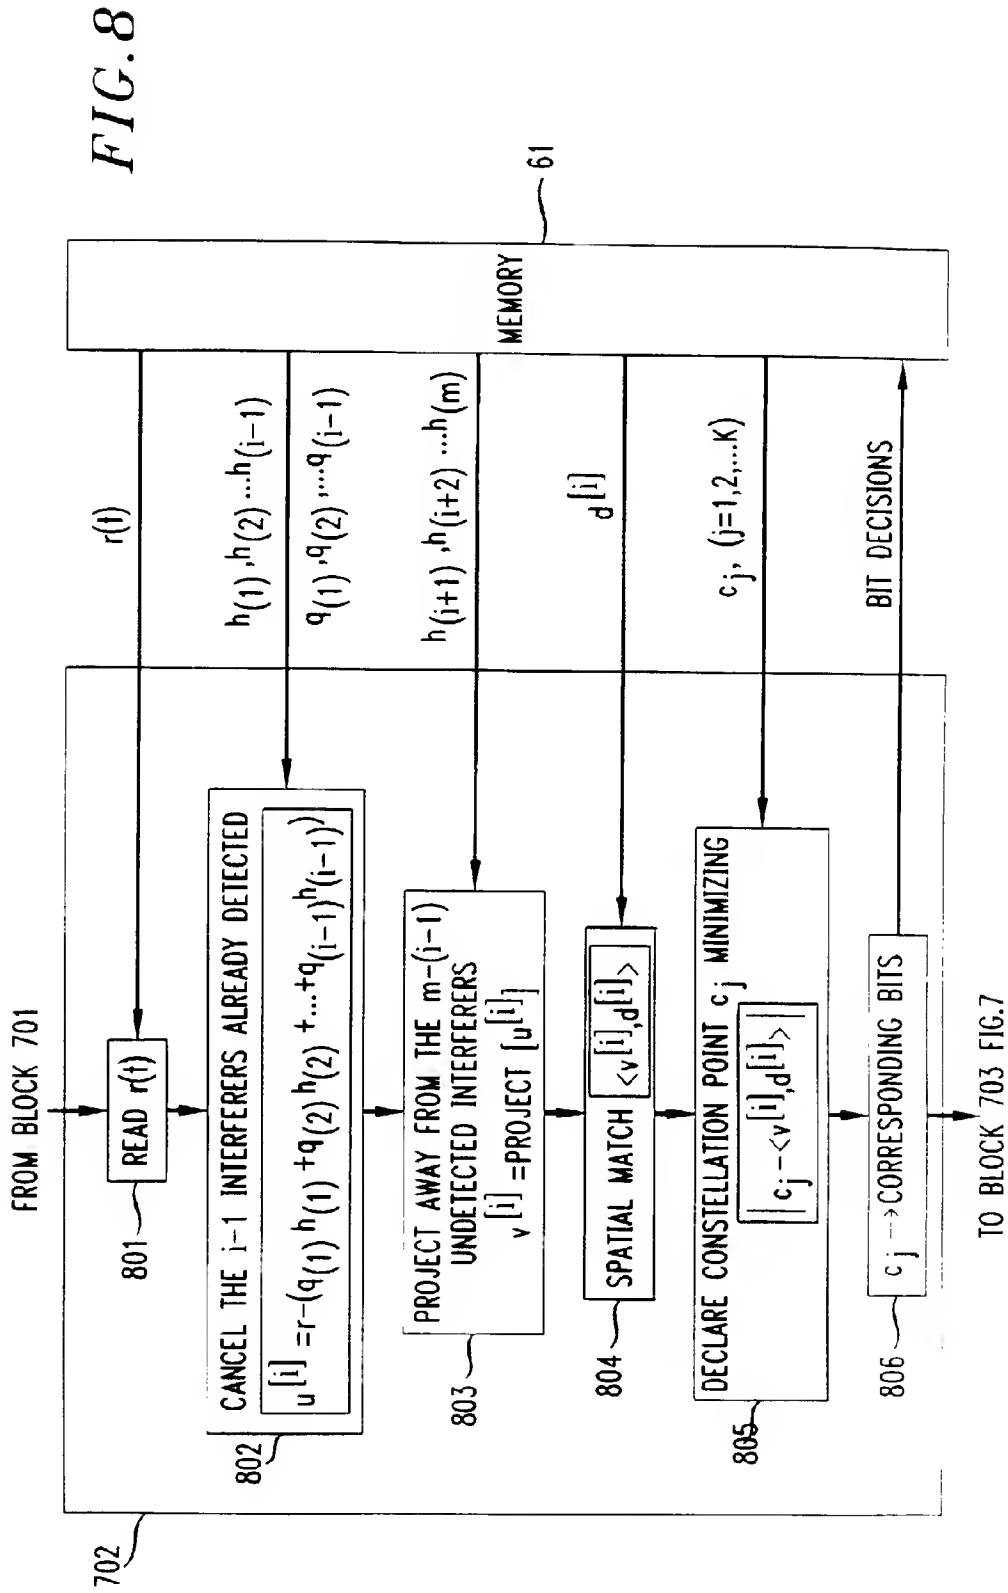 FIG.8
FROM BLOCK 701
801
READ r(t)
r(t)
802
CANCEL THE i-1 INTERFERERS ALREADY DETECTED
u[i] =r-(q(1)h(1) +q(2)h(2) +...+q(i-1)h(i-1))
h(1),h(2)...h(i-1)
q(1),q(2),...q(i-1)
803
PROJECT AWAY FROM THE m-(i-1)
UNDETECTED INTERFERERS
v[i] =PROJECT [u[i]]
h(i+1),h(i+2)...h(m)
804
SPATIAL MATCH <v[i],d[i]>
d[i]
805
DECLARE CONSTELLATION POINT cj MINIMIZING
||cj-<v[i],d[i]>||
cj, (j=1,2,...K)
806
cj→CORRESPONDING BITS
BIT DECISIONS
MEMORY
61
702
TO BLOCK 703 FIG.7